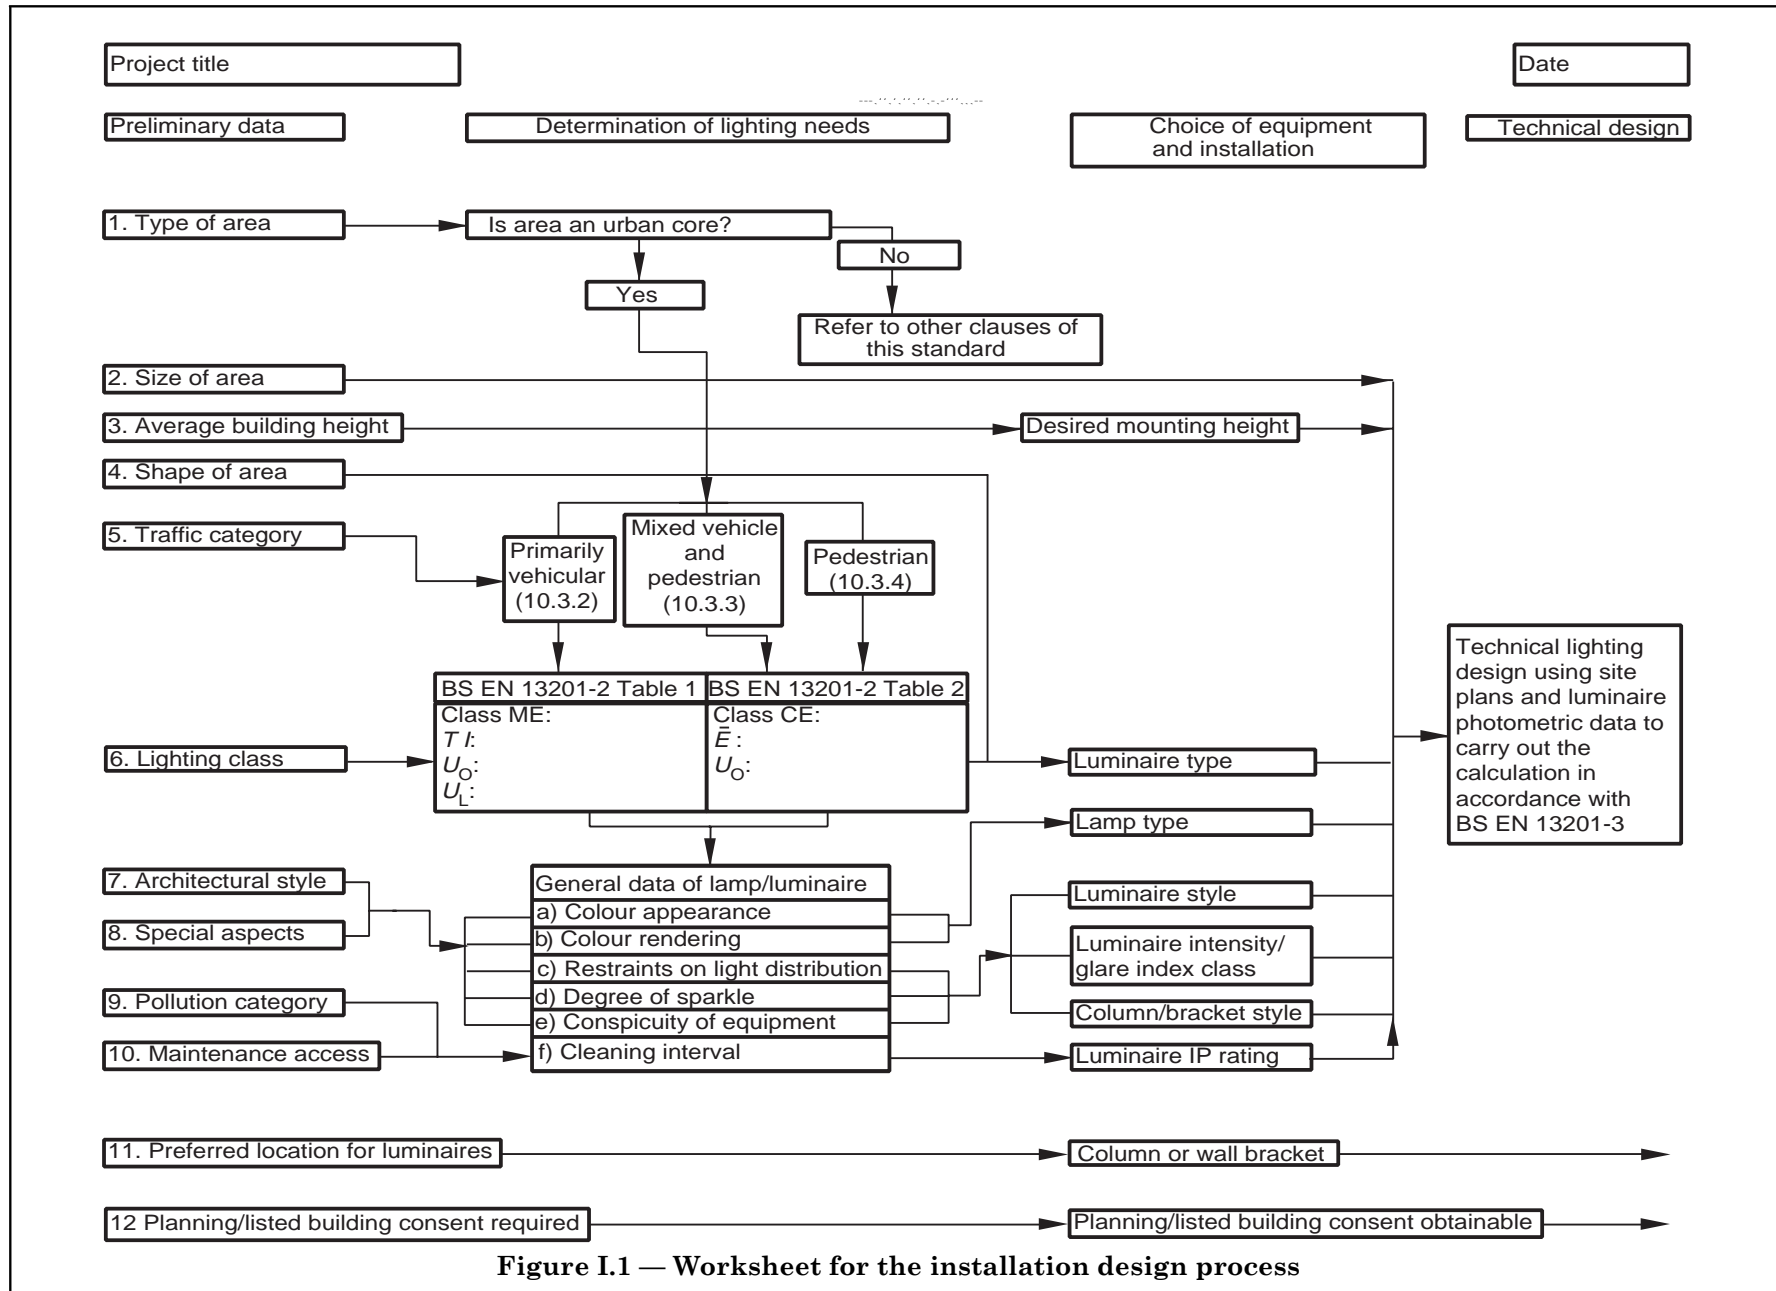 Project title
Date
Preliminary data
Determination of lighting needs
Choice of equipment
and installation
Technical design
1. Type of area
Is area an urban core?
No
Yes
Refer to other clauses of
this standard
2. Size of area
3. Average building height
Desired mounting height
4. Shape of area
5. Traffic category
Primarily
vehicular
(10.3.2)
Mixed vehicle
and
pedestrian
(10.3.3)
Pedestrian
(10.3.4)
BS EN 13201-2 Table 1
BS EN 13201-2 Table 2
6. Lighting class
Class ME:
T I:
U_O:
U_L:
Class CE:
Ē :
U_O:
Luminaire type
Lamp type
Technical lighting
design using site
plans and luminaire
photometric data to
carry out the
calculation in
accordance with
BS EN 13201-3
7. Architectural style
8. Special aspects
General data of lamp/luminaire
a) Colour appearance
b) Colour rendering
c) Restraints on light distribution
d) Degree of sparkle
e) Conspicuity of equipment
f) Cleaning interval
Luminaire style
Luminaire intensity/
glare index class
Column/bracket style
9. Pollution category
10. Maintenance access
Luminaire IP rating
11. Preferred location for luminaires
Column or wall bracket
12 Planning/listed building consent required
Planning/listed building consent obtainable
Figure I.1 — Worksheet for the installation design process